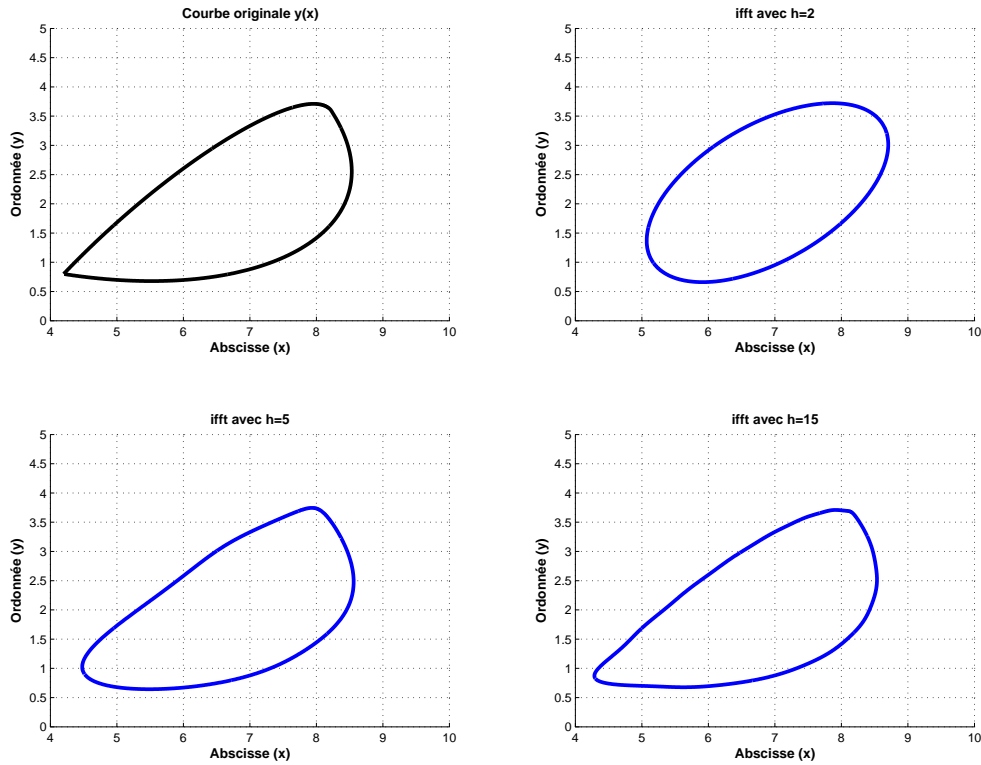 Courbe originale y(x)
5
4.5
4
3.5
3
2.5
2
1.5
1
0.5
0
Ordonnée (y)
4 5 6 7 8 9 10
Abscisse (x)
ifft avec h=2
5
4.5
4
3.5
3
2.5
2
1.5
1
0.5
0
Ordonnée (y)
4 5 6 7 8 9 10
Abscisse (x)
ifft avec h=5
5
4.5
4
3.5
3
2.5
2
1.5
1
0.5
0
Ordonnée (y)
4 5 6 7 8 9 10
Abscisse (x)
ifft avec h=15
5
4.5
4
3.5
3
2.5
2
1.5
1
0.5
0
Ordonnée (y)
4 5 6 7 8 9 10
Abscisse (x)